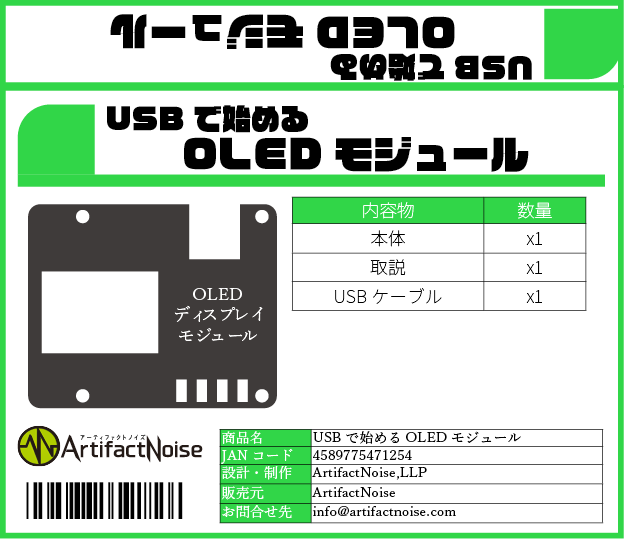 OLED モジュール
USB で始める
USB で始める
OLED モジュール
内容物 数量
本体 x1
取説 x1
USB ケーブル x1
OLED
ディスプレイ
モジュール
アーティファクトノイズ
ArtifactNoise
商品名 USB で始める OLED モジュール
JAN コード 4589775471254
設計・制作 ArtifactNoise,LLP
販売元 ArtifactNoise
お問合せ先 info@artifactnoise.com